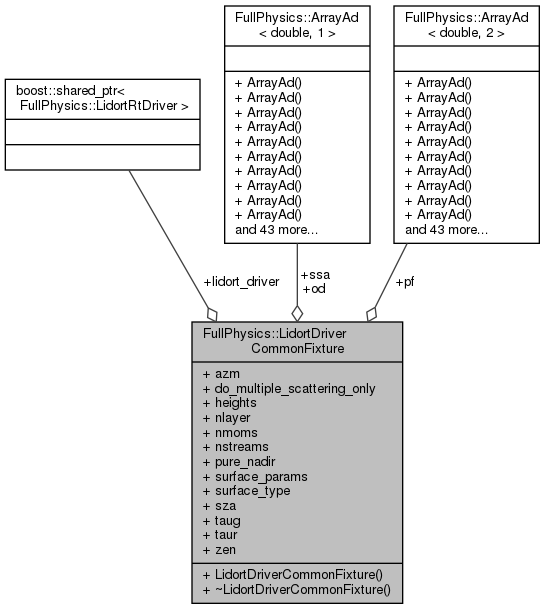 FullPhysics::ArrayAd
< double, 1 >
+ ArrayAd()
+ ArrayAd()
+ ArrayAd()
+ ArrayAd()
+ ArrayAd()
+ ArrayAd()
+ ArrayAd()
+ ArrayAd()
+ ArrayAd()
+ ArrayAd()
and 43 more...
FullPhysics::ArrayAd
< double, 2 >
+ ArrayAd()
+ ArrayAd()
+ ArrayAd()
+ ArrayAd()
+ ArrayAd()
+ ArrayAd()
+ ArrayAd()
+ ArrayAd()
+ ArrayAd()
+ ArrayAd()
and 43 more...
boost::shared_ptr<
FullPhysics::LidortRtDriver >
+lidort_driver
+ssa
+od
+pf
FullPhysics::LidortDriver
CommonFixture
+ azm
+ do_multiple_scattering_only
+ heights
+ nlayer
+ nmoms
+ nstreams
+ pure_nadir
+ surface_params
+ surface_type
+ sza
+ taug
+ taur
+ zen
+ LidortDriverCommonFixture()
+ ~LidortDriverCommonFixture()